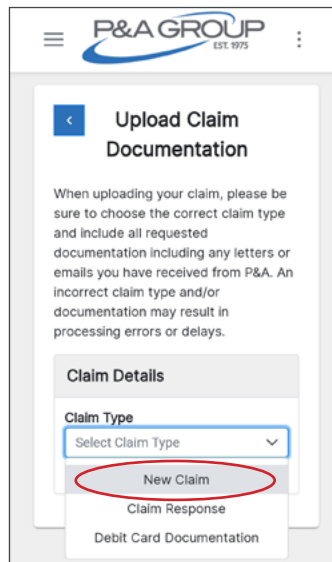 P&A GROUP
EST. 1975
Upload Claim
Documentation
When uploading your claim, please be
sure to choose the correct claim type
and include all requested
documentation including any letters or
emails you have received from P&A. An
incorrect claim type and/or
documentation may result in
processing errors or delays.
Claim Details
Claim Type
Select Claim Type
New Claim
Claim Response
Debit Card Documentation